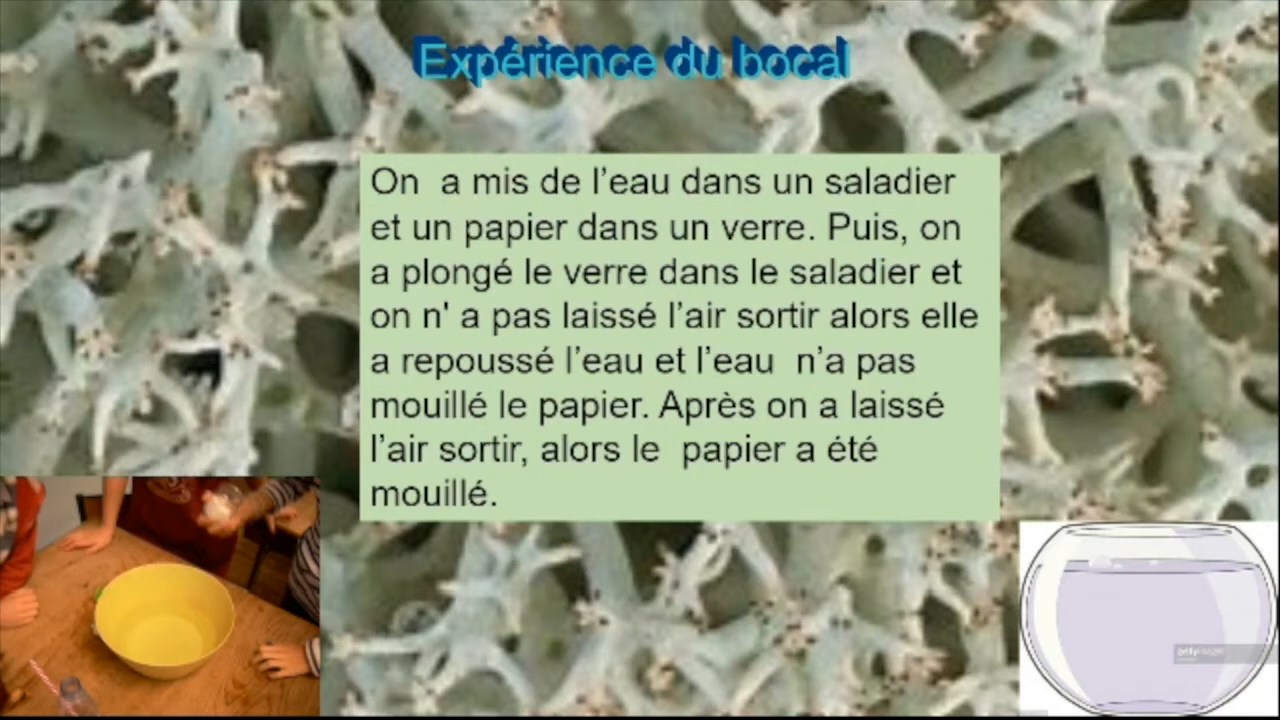 Expérience du bocal
On a mis de l’eau dans un saladier
et un papier dans un verre. Puis, on
a plongé le verre dans le saladier et
on n' a pas laissé l’air sortir alors elle
a repoussé l’eau et l’eau n’a pas
mouillé le papier. Après on a laissé
l’air sortir, alors le papier a été
mouillé.